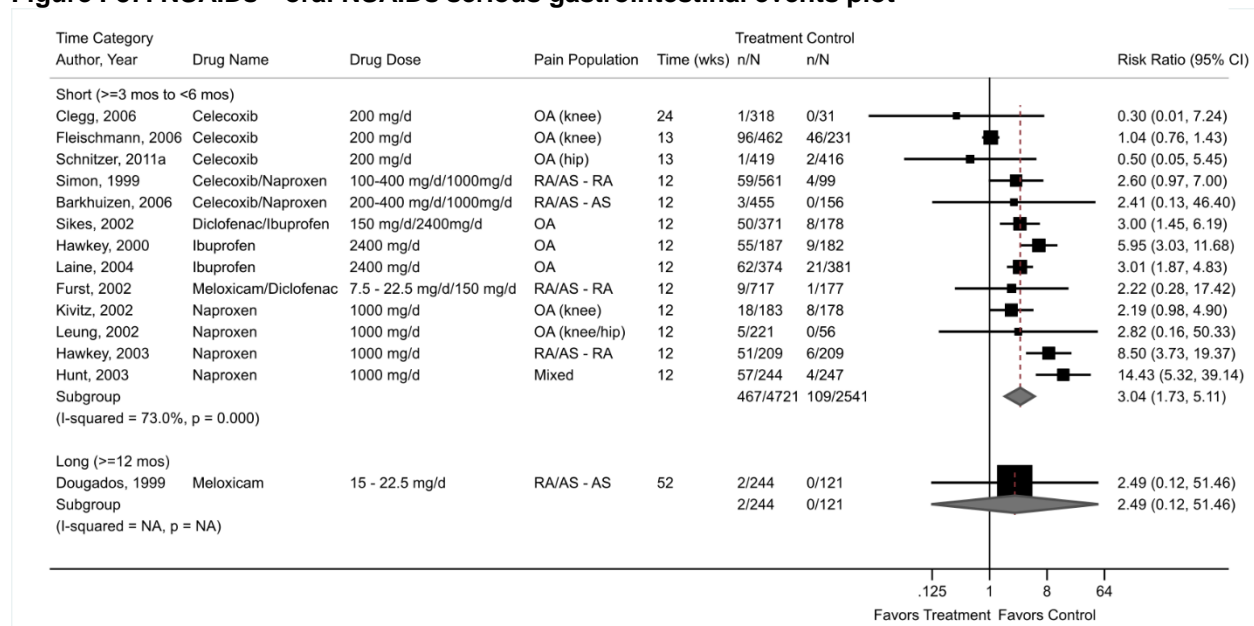 Time Category Treatment Control
Author, Year Drug Name Drug Dose Pain Population Time (wks) n/N n/N Risk Ratio (95% CI)
Short (>=3 mos to <6 mos)
Clegg, 2006 Celecoxib 200 mg/d OA (knee) 24 1/318 0/31 0.30 (0.01, 7.24)
Fleischmann, 2006 Celecoxib 200 mg/d OA (knee) 13 96/462 46/231 1.04 (0.76, 1.43)
Schnitzer, 2011a Celecoxib 200 mg/d OA (hip) 13 1/419 2/416 0.50 (0.05, 5.45)
Simon, 1999 Celecoxib/Naproxen 100-400 mg/d/1000mg/d RA/AS - RA 12 59/561 4/99 2.60 (0.97, 7.00)
Barkhuizen, 2006 Celecoxib/Naproxen 200-400 mg/d/1000mg/d RA/AS - AS 12 3/455 0/156 2.41 (0.13, 46.40)
Sikes, 2002 Diclofenac/Ibuprofen 150 mg/d/2400mg/d OA 12 50/371 8/178 3.00 (1.45, 6.19)
Hawkey, 2000 Ibuprofen 2400 mg/d OA 12 55/187 9/182 5.95 (3.03, 11.68)
Laine, 2004 Ibuprofen 2400 mg/d OA 12 62/374 21/381 3.01 (1.87, 4.83)
Furst, 2002 Meloxicam/Diclofenac 7.5 - 22.5 mg/d/150 mg/d RA/AS - RA 12 9/717 1/177 2.22 (0.28, 17.42)
Kivitz, 2002 Naproxen 1000 mg/d OA (knee) 12 18/183 8/178 2.19 (0.98, 4.90)
Leung, 2002 Naproxen 1000 mg/d OA (knee/hip) 12 5/221 0/56 2.82 (0.16, 50.33)
Hawkey, 2003 Naproxen 1000 mg/d RA/AS - RA 12 51/209 6/209 8.50 (3.73, 19.37)
Hunt, 2003 Naproxen 1000 mg/d Mixed 12 57/244 4/247 14.43 (5.32, 39.14)
Subgroup 467/4721 109/2541 3.04 (1.73, 5.11)
(I-squared = 73.0%, p = 0.000)
Long (>=12 mos)
Dougados, 1999 Meloxicam 15 - 22.5 mg/d RA/AS - AS 52 2/244 0/121 2.49 (0.12, 51.46)
Subgroup 2/244 0/121 2.49 (0.12, 51.46)
(I-squared = NA, p = NA)
.125 1 8 64
Favors Treatment Favors Control